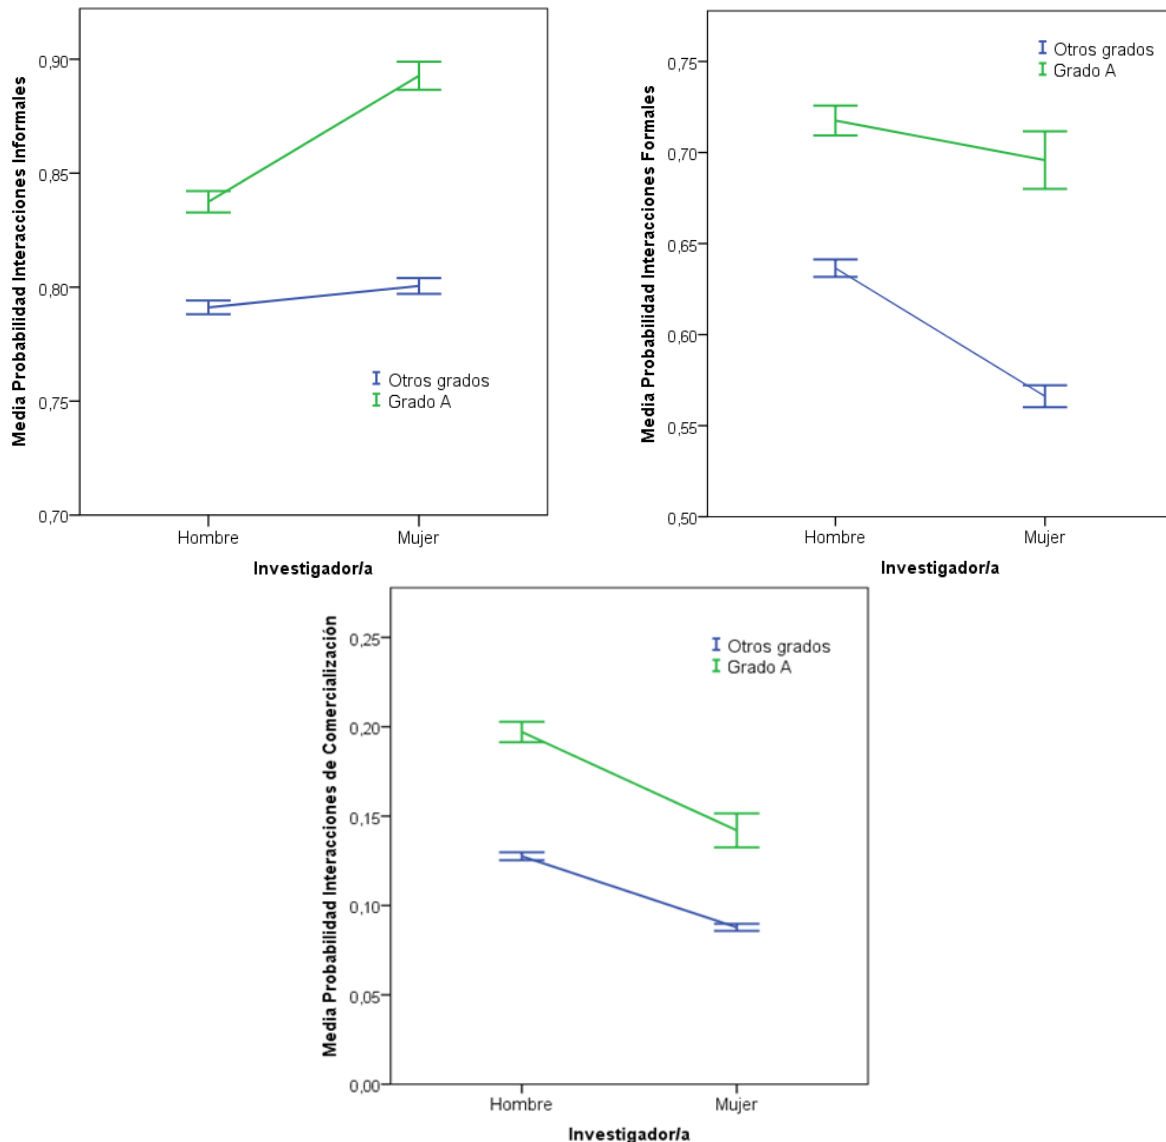 Media Probabilidad Interacciones Informales
0,90
0,85
0,80
0,75
0,70
Otros grados
Grado A
Hombre
Mujer
Investigador/a
Media Probabilidad Interacciones Formales
0,75
0,70
0,65
0,60
0,55
0,50
Otros grados
Grado A
Hombre
Mujer
Investigador/a
Media Probabilidad Interacciones de Comercialización
0,25
0,20
0,15
0,10
0,05
0,00
Otros grados
Grado A
Hombre
Mujer
Investigador/a